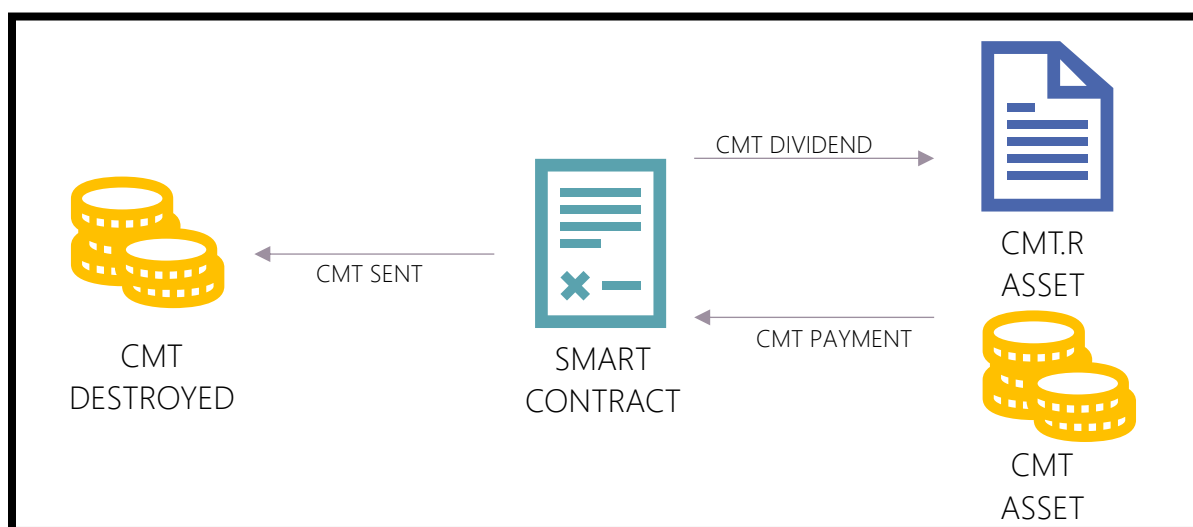 CMT DIVIDEND
CMT.R
ASSET
CMT SENT
CMT PAYMENT
CMT
DESTROYED
SMART
CONTRACT
CMT
ASSET